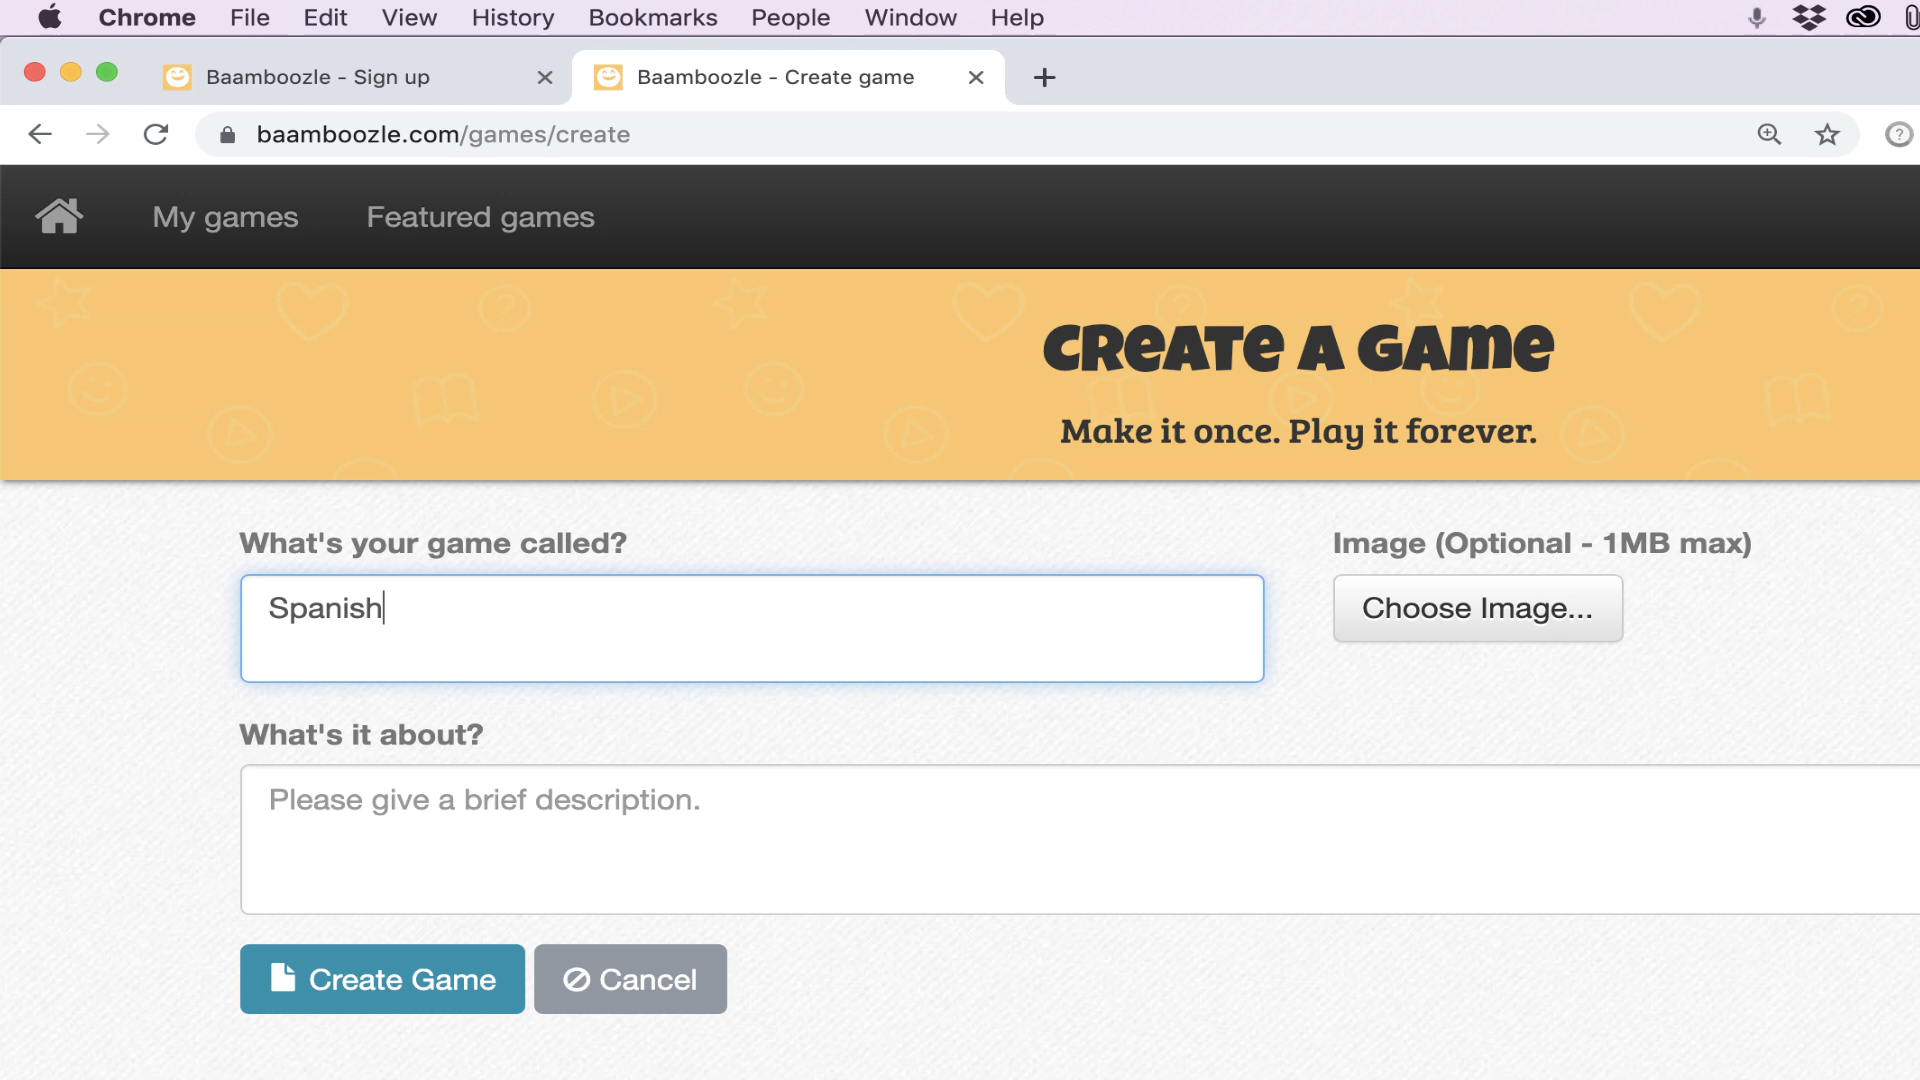 Chrome File Edit View History Bookmarks People Window Help
Baamboozle - Sign up
Baamboozle - Create game
baamboozle.com/games/create
My games
Featured games
CREATE A GAME
Make it once. Play it forever.
What's your game called?
Image (Optional - 1MB max)
Spanish
Choose Image...
What's it about?
Please give a brief description.
Create Game
Cancel